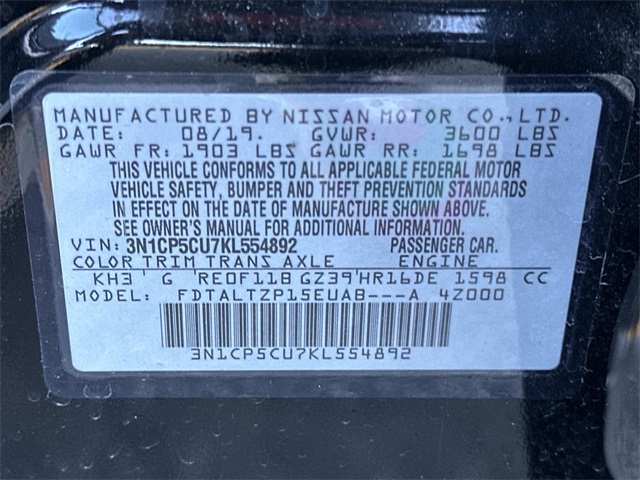 MANUFACTURED BY NISSAN MOTOR CO.,LTD.
DATE: 08/19. GVWR: 3600 LBS
GAWR FR: 1903 LBS GAWR RR: 1698 LBS
THIS VEHICLE CONFORMS TO ALL APPLICABLE FEDERAL MOTOR
VEHICLE SAFETY, BUMPER AND THEFT PREVENTION STANDARDS
IN EFFECT ON THE DATE OF MANUFACTURE SHOWN ABOVE.
SEE OWNER'S MANUAL FOR ADDITIONAL INFORMATION.
VIN: 3N1CP5CU7KL554892 PASSENGER CAR.
COLOR TRIM TRANS AXLE ENGINE
KH3 G RE0F11B GZ39 HR16DE 1598 CC
MODEL: FDTALTZP15EUA8---A 4Z000
3N1CP5CU7KL554892